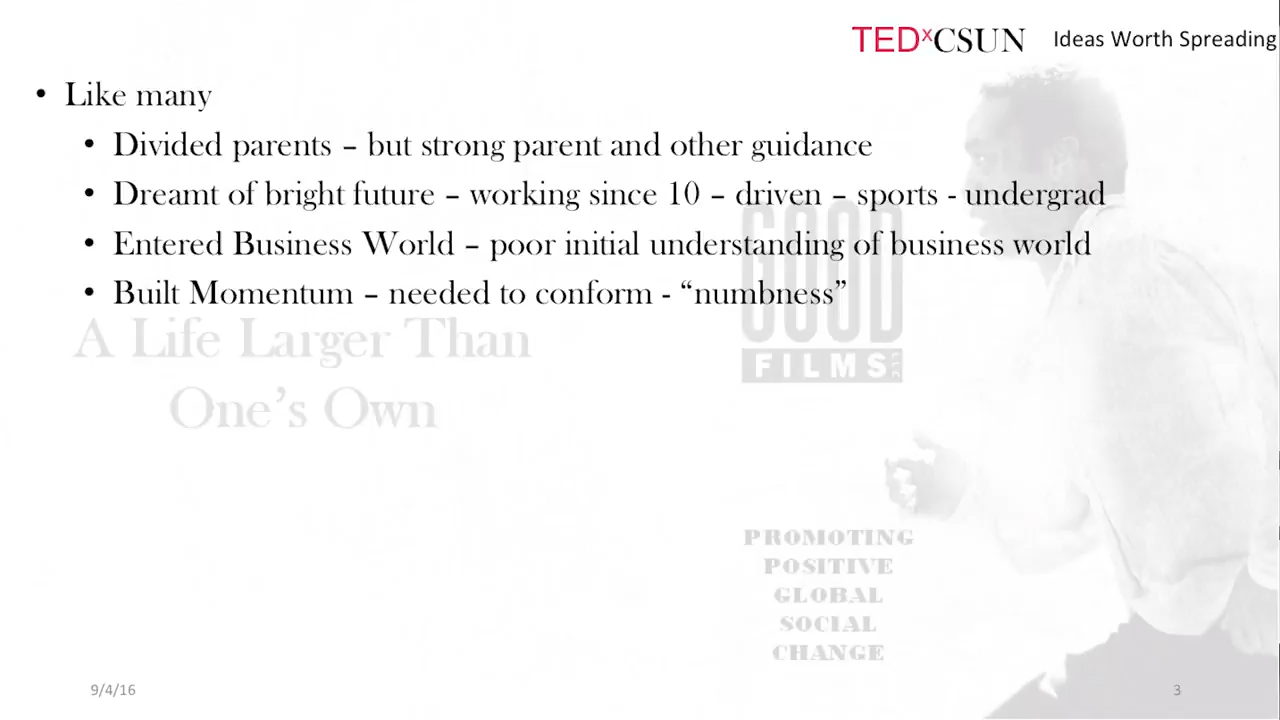 TEDxCSUN Ideas Worth Spreading
• Like many
• Divided parents – but strong parent and other guidance
• Dreamt of bright future – working since 10 – driven – sports - undergrad
• Entered Business World – poor initial understanding of business world
• Built Momentum – needed to conform - “numbness”
A Life Larger Than
One’s Own
GOOD
FILMS LLC
PROMOTING
POSITIVE
GLOBAL
SOCIAL
CHANGE
9/4/16
3